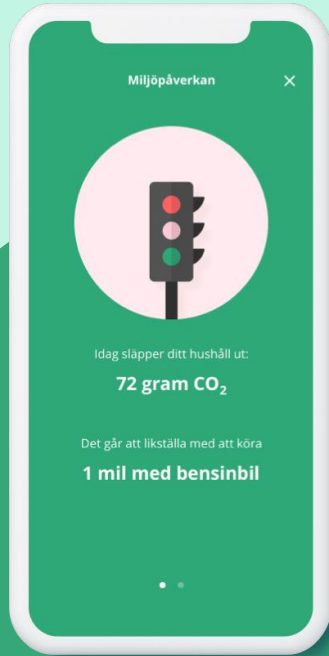 Miljöpåverkan
Idag släpper ditt hushåll ut:
72 gram CO₂
Det går att likställa med att köra
1 mil med bensinbil